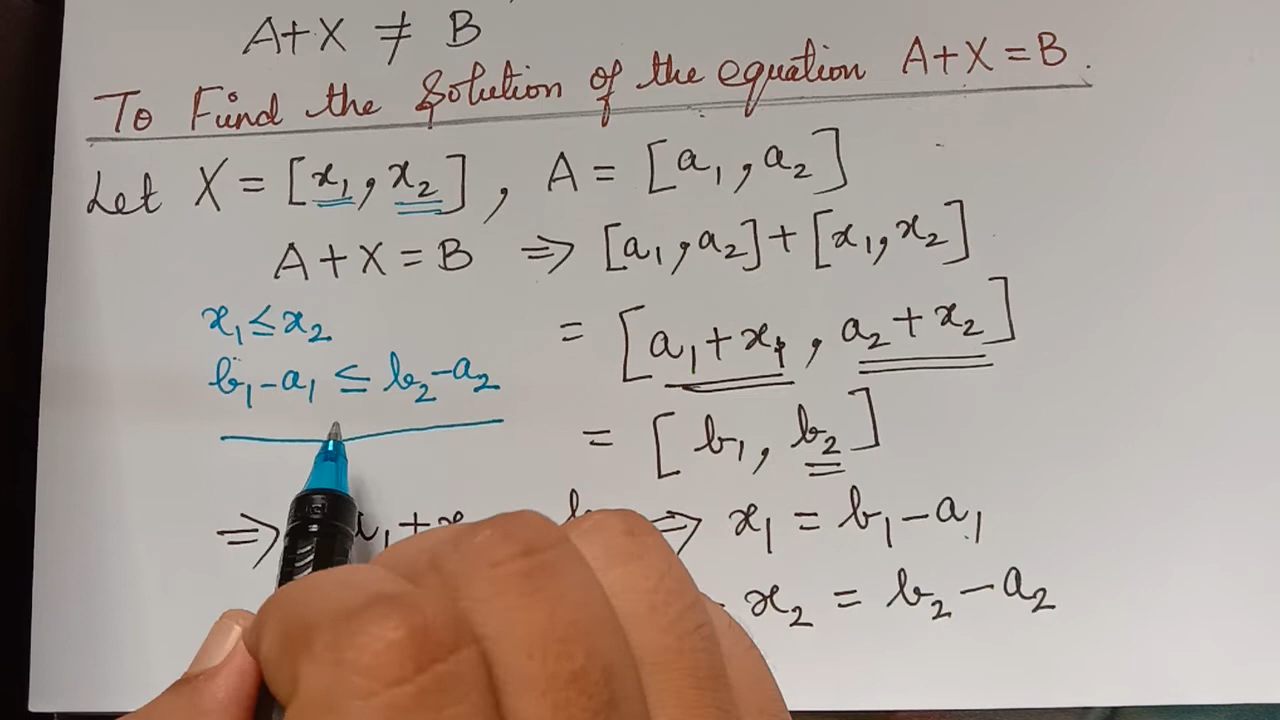 A+X ≠ B
To Find the Solution of the equation A+X=B.
Let X = [x₁, x₂], A = [a₁, a₂]
A+X=B ⇒ [a₁, a₂]+[x₁, x₂]
x₁ ≤ x₂
= [a₁+x₁, a₂+x₂]
b₁-a₁ ≤ b₂-a₂
= [b₁, b₂]
⇒ ⇒ x₁ = b₁-a₁
x₂ = b₂-a₂